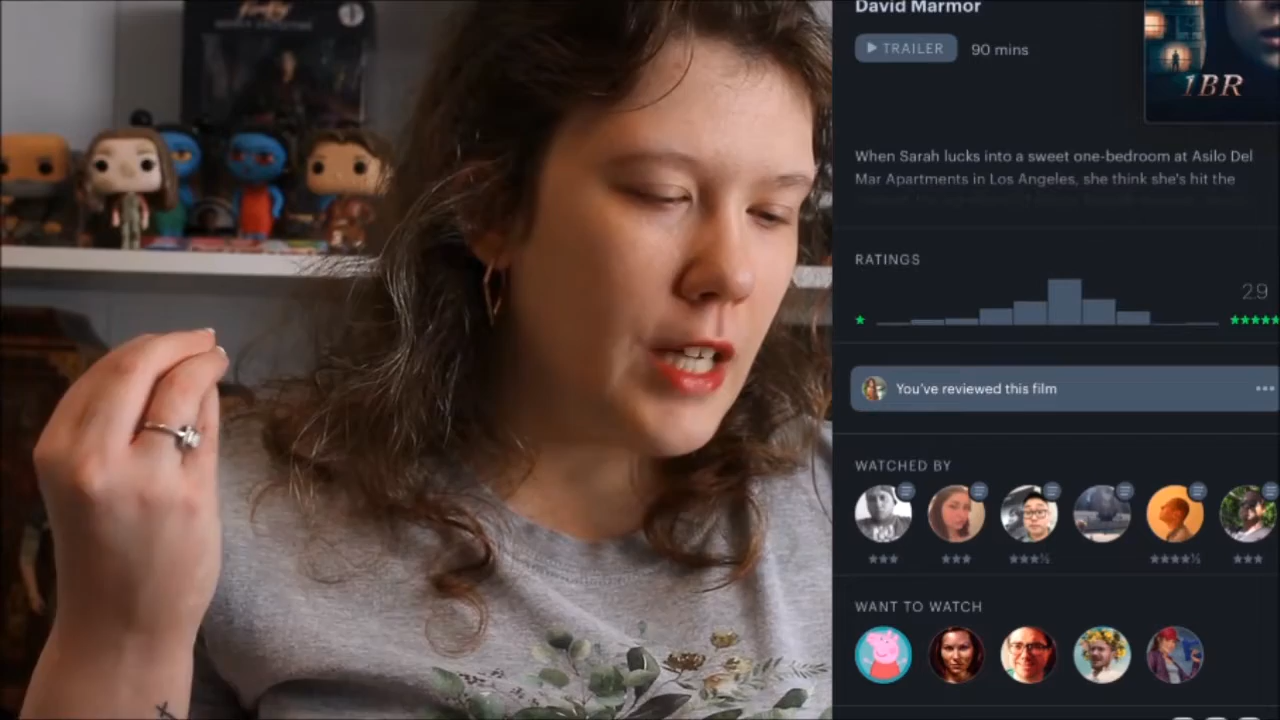 David Marmor
TRAILER 90 mins
1BR
When Sarah lucks into a sweet one-bedroom at Asilo Del
Mar Apartments in Los Angeles, she think she's hit the
RATINGS
2.9
You've reviewed this film
WATCHED BY
WANT TO WATCH